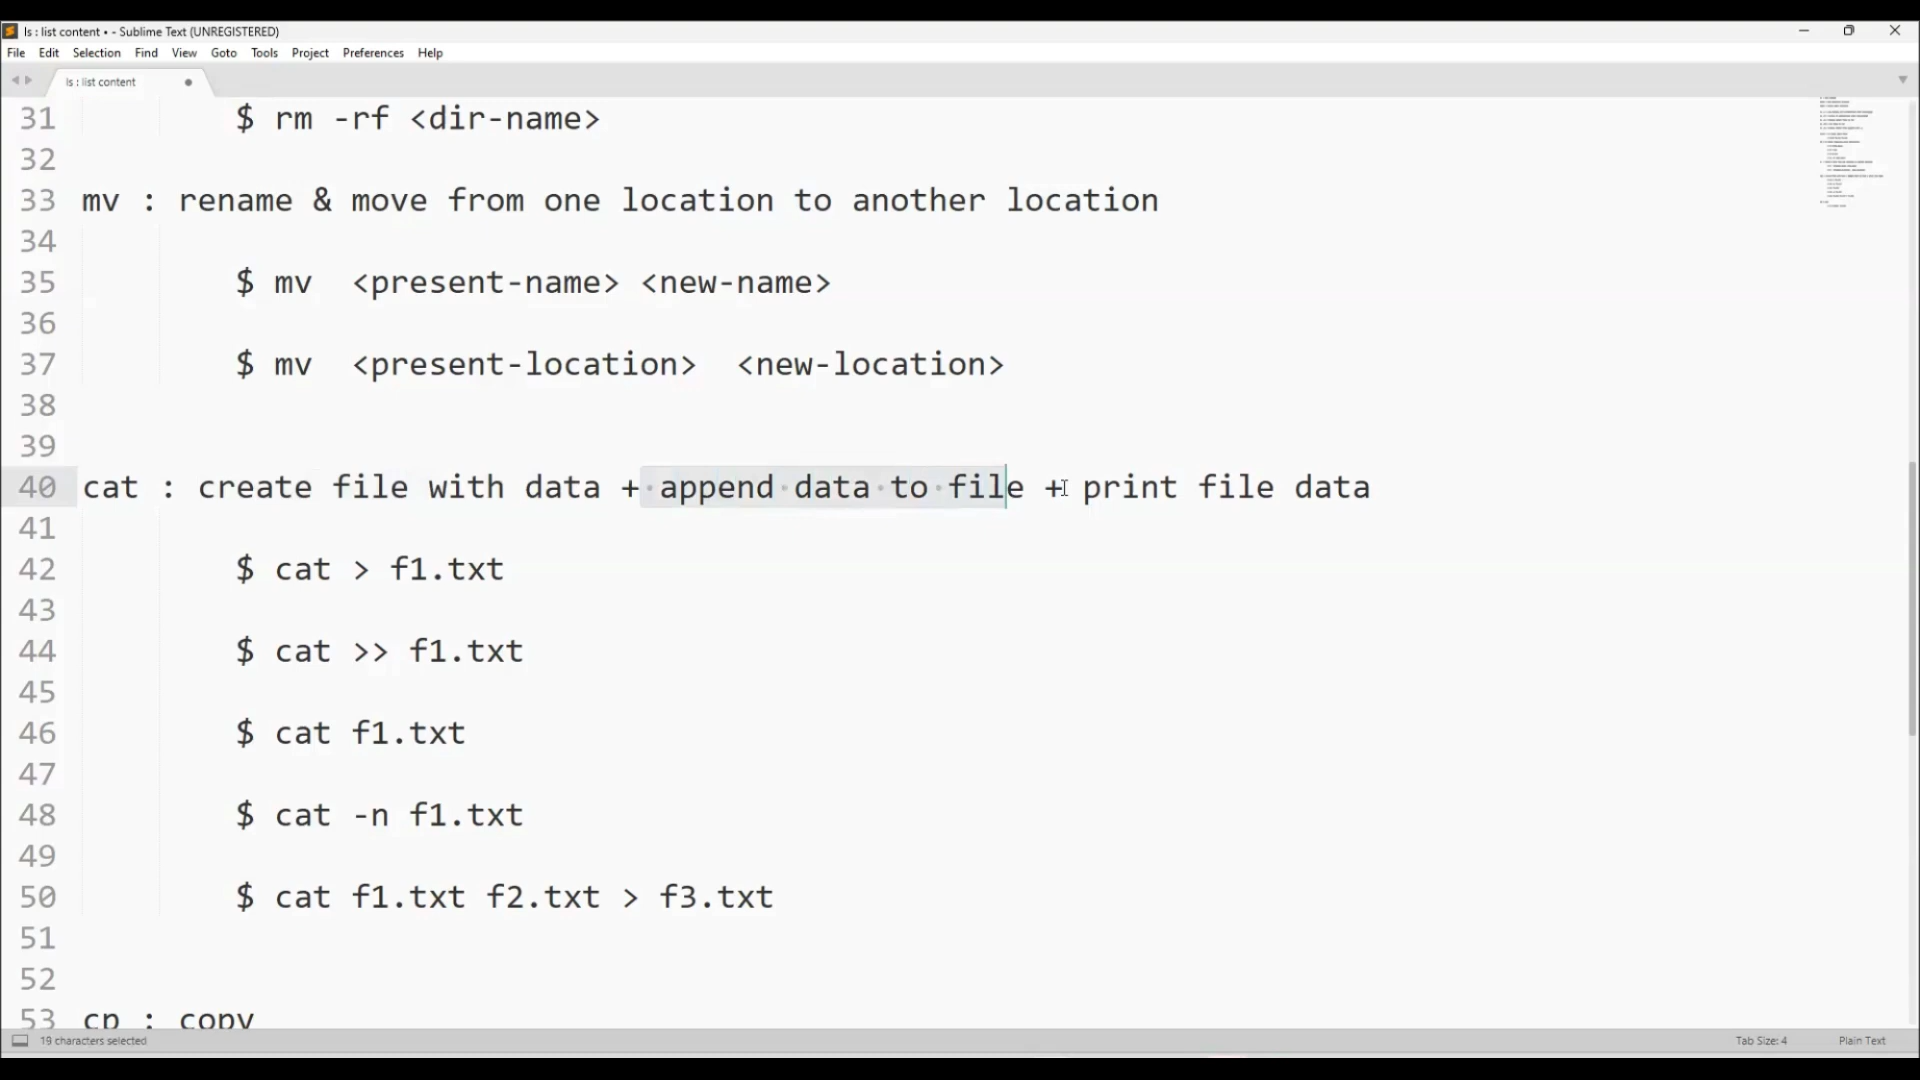 ls : list content • - Sublime Text (UNREGISTERED)
File Edit Selection Find View Goto Tools Project Preferences Help
ls : list content
31 $ rm -rf <dir-name>
32
33 mv : rename & move from one location to another location
34
35 $ mv  <present-name> <new-name>
36
37 $ mv  <present-location>  <new-location>
38
39
40 cat : create file with data + append data to file + print file data
41
42 $ cat > f1.txt
43
44 $ cat >> f1.txt
45
46 $ cat f1.txt
47
48 $ cat -n f1.txt
49
50 $ cat f1.txt f2.txt > f3.txt
51
52
53 cp : copy
19 characters selected Tab Size: 4 Plain Text